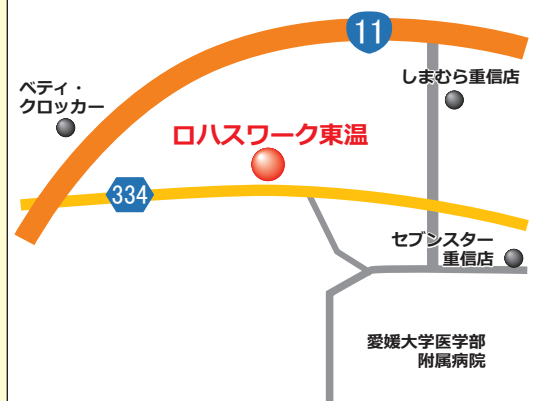 11
しまむら重信店
ベティ・
クロッカー
ロハスワーク東温
334
セブンスター
重信店
愛媛大学医学部
附属病院